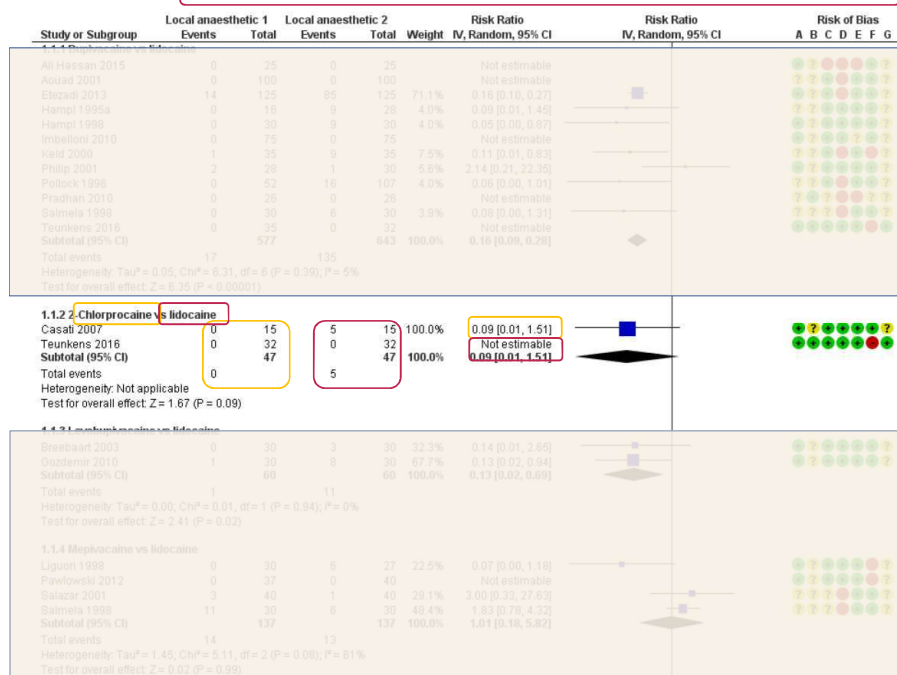 Local anaesthetic 1 Local anaesthetic 2 Risk Ratio Risk Ratio Risk of Bias
Study or Subgroup Events Total Events Total Weight IV, Random, 95% CI IV, Random, 95% CI A B C D E F G
1.1.1 Bupivacaine vs lidocaine
Ali Hassan 2015 0 25 0 25 Not estimable
Aouad 2001 0 100 0 100 Not estimable
Etezadi 2013 14 125 85 125 71.1% 0.16 [0.10, 0.27]
Hampl 1995a 0 16 9 28 4.0% 0.09 [0.01, 1.45]
Hampl 1998 0 30 9 30 4.0% 0.05 [0.00, 0.87]
Imbelloni 2010 0 75 0 75 Not estimable
Keld 2000 1 35 9 35 7.5% 0.11 [0.01, 0.83]
Philip 2001 2 28 1 30 5.6% 2.14 [0.21, 22.35]
Pollock 1996 0 52 16 107 4.0% 0.06 [0.00, 1.01]
Pradhan 2010 0 26 0 26 Not estimable
Salmela 1998 0 30 6 30 3.9% 0.08 [0.00, 1.31]
Teunkens 2016 0 35 0 32 Not estimable
Subtotal (95% CI) 577 643 100.0% 0.16 [0.09, 0.28]
Total events 17 135
Heterogeneity: Tau² = 0.05; Chi² = 6.31, df = 6 (P = 0.39); I² = 5%
Test for overall effect: Z = 6.35 (P < 0.00001)
1.1.2 2-Chlorprocaine vs lidocaine
Casati 2007 0 15 5 15 100.0% 0.09 [0.01, 1.51] + ? + + + + ?
Teunkens 2016 0 32 0 32 Not estimable
Subtotal (95% CI) 47 47 100.0% 0.09 [0.01, 1.51]
Total events 0 5
Heterogeneity: Not applicable
Test for overall effect: Z = 1.67 (P = 0.09)
1.1.3 Levobupivacaine vs lidocaine
Breebaart 2003 0 30 3 30 32.3% 0.14 [0.01, 2.65]
Gozdemir 2010 1 30 8 30 67.7% 0.13 [0.02, 0.94]
Subtotal (95% CI) 60 60 100.0% 0.13 [0.02, 0.69]
Total events 1 11
Heterogeneity: Tau² = 0.00; Chi² = 0.01, df = 1 (P = 0.94); I² = 0%
Test for overall effect: Z = 2.41 (P = 0.02)
1.1.4 Mepivacaine vs lidocaine
Liguori 1998 0 30 6 27 22.5% 0.07 [0.00, 1.18]
Pawlowski 2012 0 37 0 40 Not estimable
Salazar 2001 3 40 1 40 29.1% 3.00 [0.33, 27.63]
Salmela 1998 11 30 6 30 48.4% 1.83 [0.78, 4.32]
Subtotal (95% CI) 137 137 100.0% 1.01 [0.18, 5.82]
Total events 14 13
Heterogeneity: Tau² = 1.45; Chi² = 5.11, df = 2 (P = 0.08); I² = 61%
Test for overall effect: Z = 0.02 (P = 0.99)